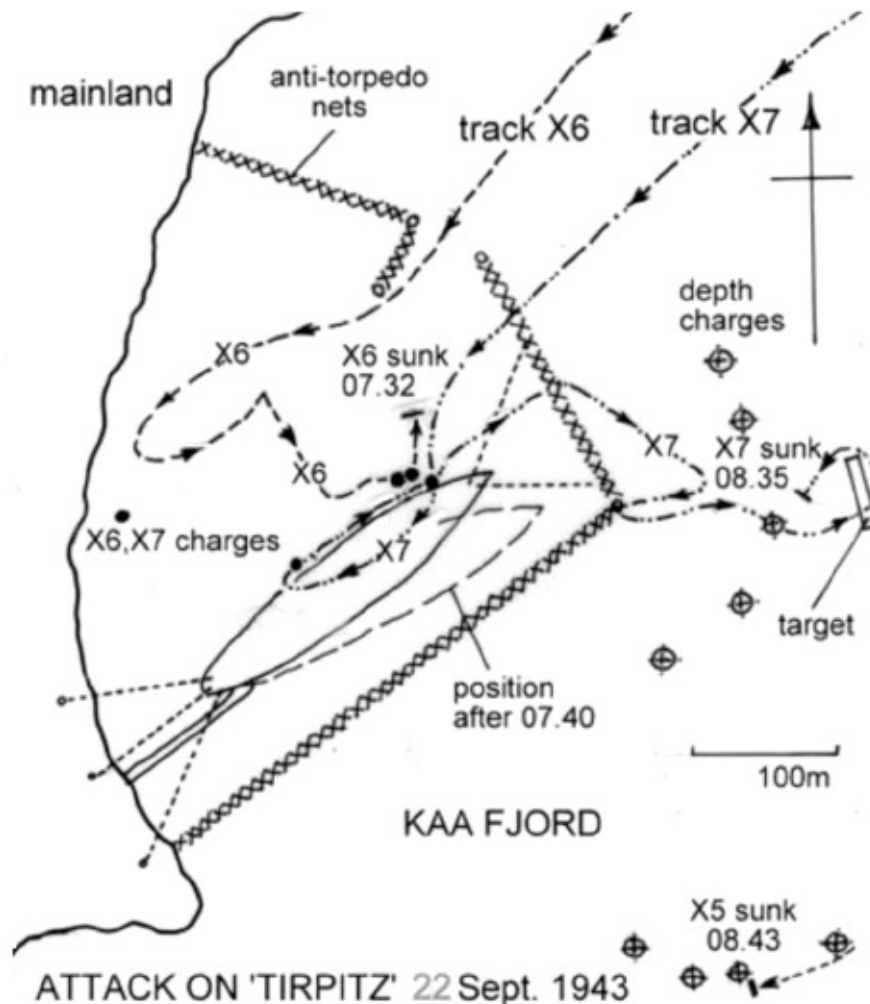 mainland
anti-torpedo
nets
track X6
track X7
depth
charges
X6
X6 sunk
07.32
X6
X7
X7 sunk
08.35
X6,X7 charges
X7
target
position
after 07.40
100m
KAA FJORD
X5 sunk
08.43
ATTACK ON 'TIRPITZ' 22 Sept. 1943